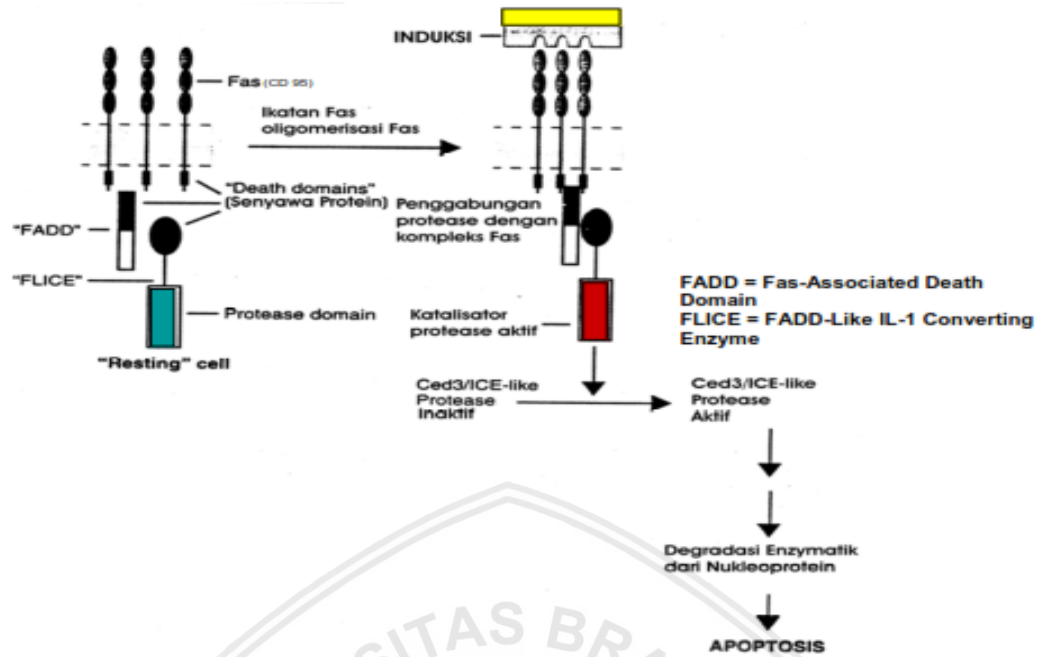 INDUKSI
Fas (CD 95)
Ikatan Fas
oligomerisasi Fas
"Death domains"
(Senyawa Protein)
Penggabungan
protease dengan
kompleks Fas
"FADD"
"FLICE"
Protease domain
"Resting" cell
Katalisator
protease aktif
FADD = Fas-Associated Death
Domain
FLICE = FADD-Like IL-1 Converting
Enzyme
Ced3/ICE-like
Protease
Inaktif
Ced3/ICE-like
Protease
Aktif
Degradasi Enzymatik
dari Nukleoprotein
APOPTOSIS
SITAS BRA